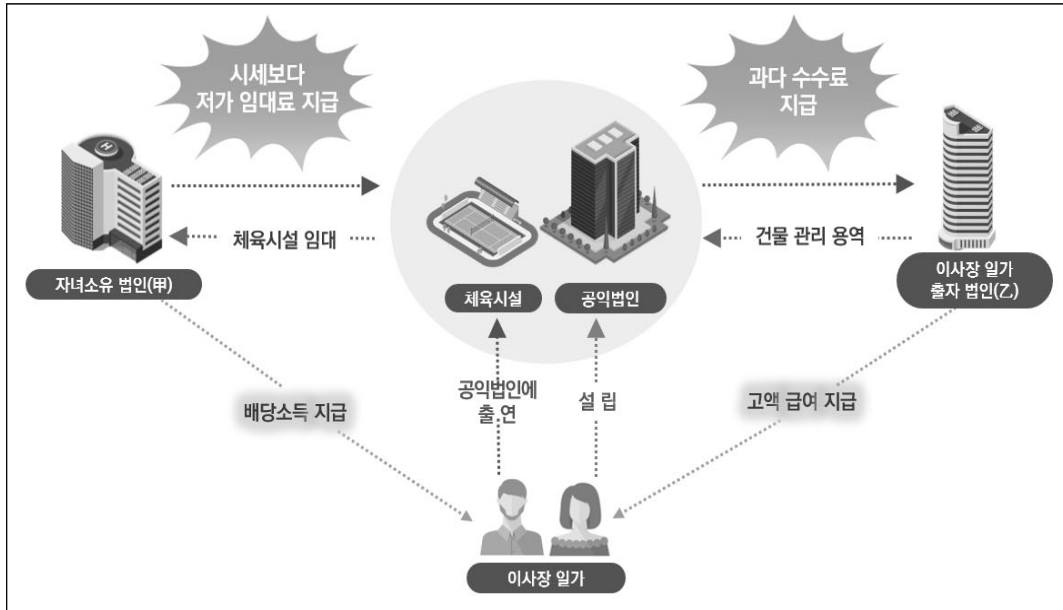 시세보다
저가 임대료 지급
과다 수수료
지급
H
체육시설 임대
건물 관리 용역
자녀소유 법인(甲)
체육시설
공익법인
이사장 일가
출자 법인(乙)
배당소득 지급
공익법인에
출 연
설 립
고액 급여 지급
이사장 일가